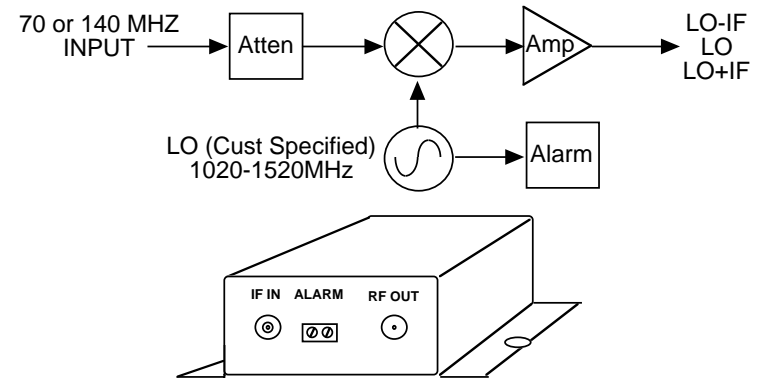 70 or 140 MHZ
INPUT
Atten
Amp
LO-IF
LO
LO+IF
LO (Cust Specified)
1020-1520MHz
Alarm
IF IN ALARM RF OUT